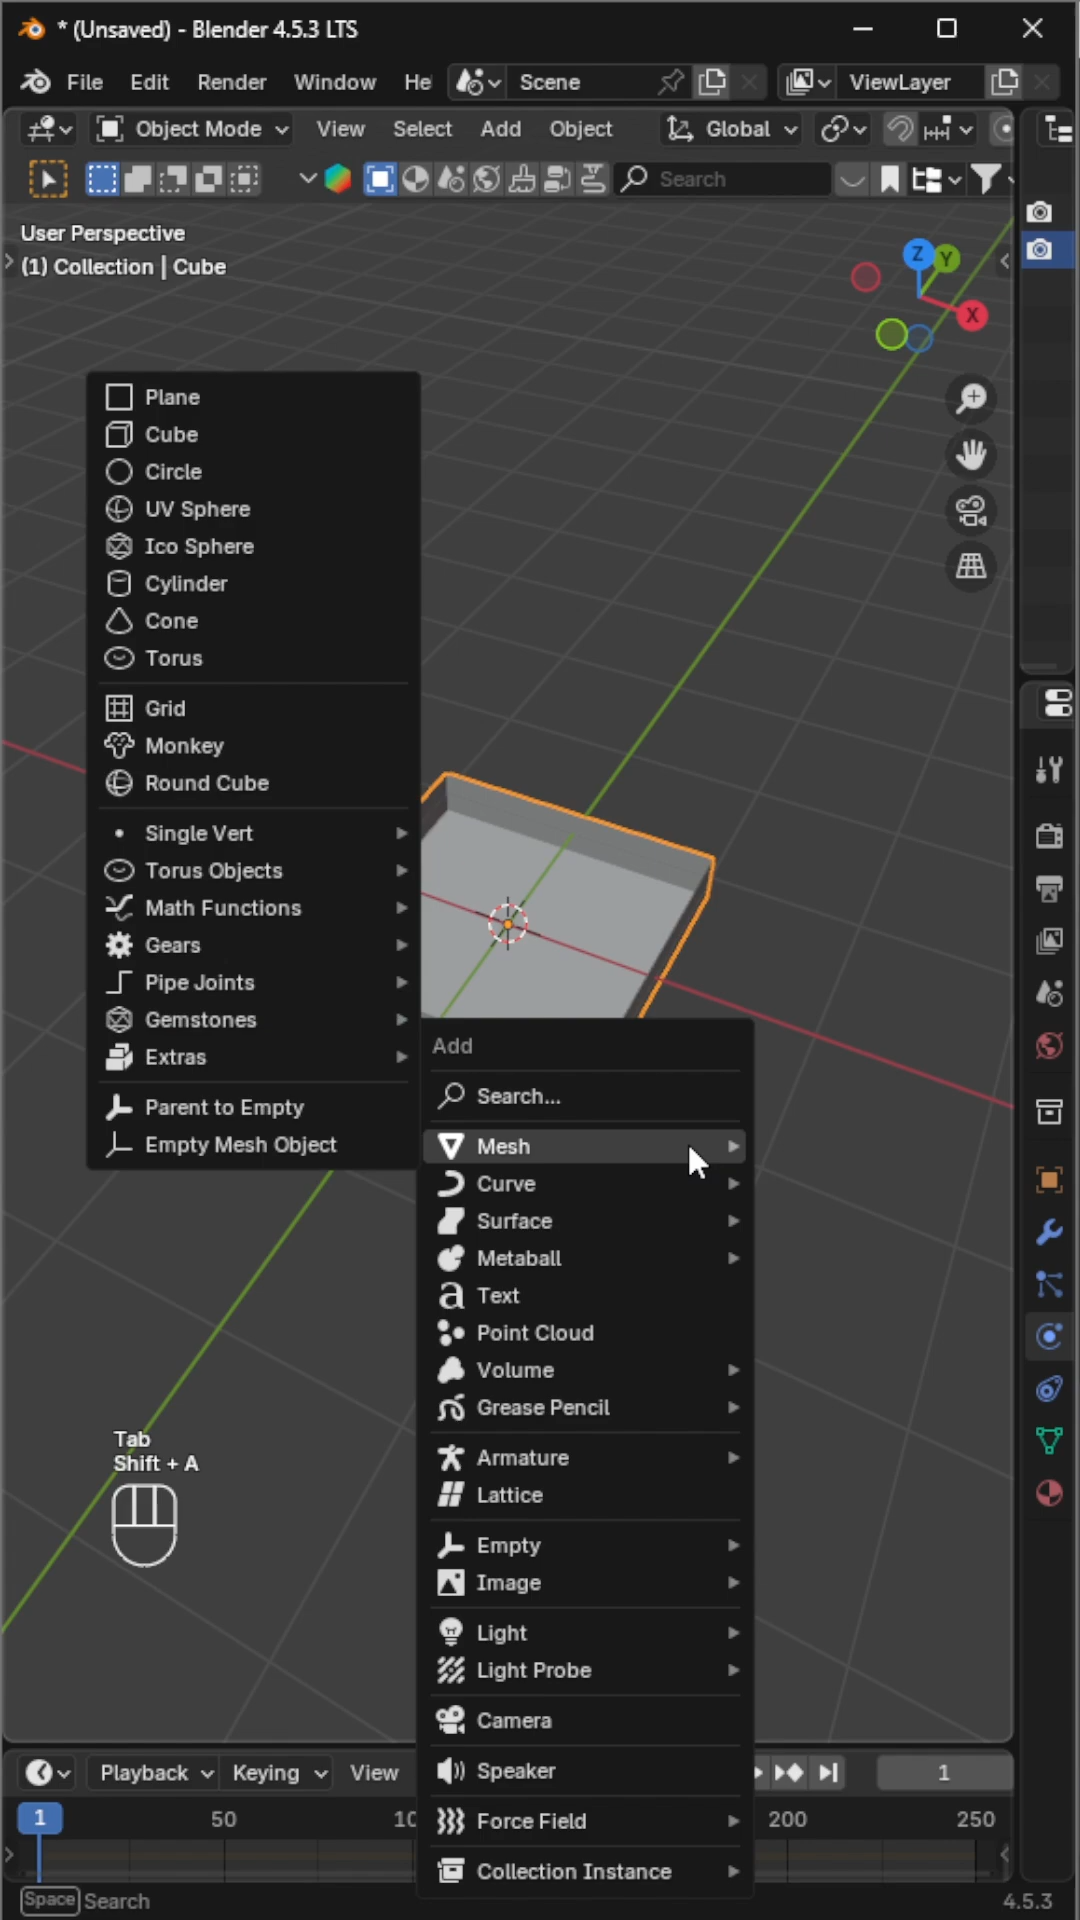 * (Unsaved) - Blender 4.5.3 LTS
File Edit Render Window He Scene ViewLayer
Object Mode View Select Add Object Global
Search
User Perspective
(1) Collection | Cube
Z
Y
X
Plane
Cube
Circle
UV Sphere
Ico Sphere
Cylinder
Cone
Torus
Grid
Monkey
Round Cube
Single Vert
Torus Objects
Math Functions
Gears
Pipe Joints
Gemstones
Extras
Parent to Empty
Empty Mesh Object
Add
Search...
Mesh
Curve
Surface
Metaball
Text
Point Cloud
Volume
Grease Pencil
Armature
Lattice
Empty
Image
Light
Light Probe
Camera
Speaker
Force Field
Collection Instance
Tab
Shift + A
Playback Keying View 1
1 50 10 200 250
Space Search 4.5.3